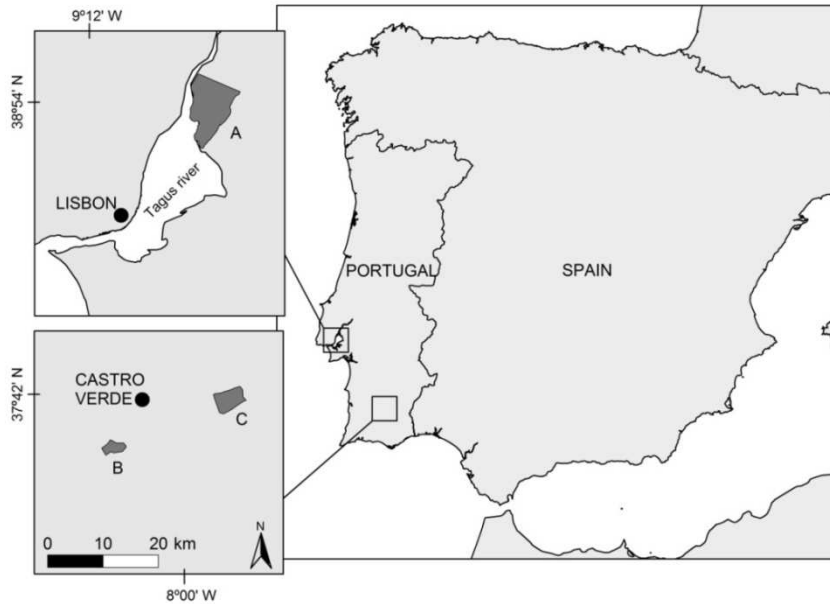 9º12' W
38º54' N
A
LISBON
Tagus river
PORTUGAL
SPAIN
37º42' N
CASTRO
VERDE
C
B
N
0 10 20 km
8º00' W